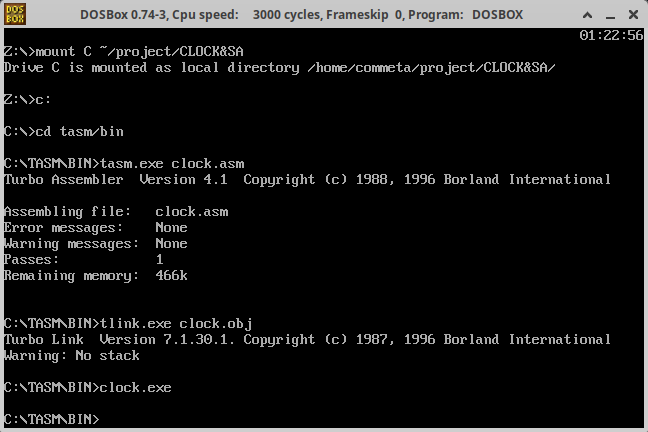 DOS
BOX
DOSBox 0.74-3, Cpu speed: 3000 cycles, Frameskip 0, Program: DOSBOX
01:22:56
Z:\>mount C ~/project/CLOCK&SA
Drive C is mounted as local directory /home/commeta/project/CLOCK&SA/
Z:\>c:
C:\>cd tasm/bin
C:\TASM\BIN>tasm.exe clock.asm
Turbo Assembler Version 4.1 Copyright (c) 1988, 1996 Borland International
Assembling file: clock.asm
Error messages: None
Warning messages: None
Passes: 1
Remaining memory: 466k
C:\TASM\BIN>tlink.exe clock.obj
Turbo Link Version 7.1.30.1. Copyright (c) 1987, 1996 Borland International
Warning: No stack
C:\TASM\BIN>clock.exe
C:\TASM\BIN>